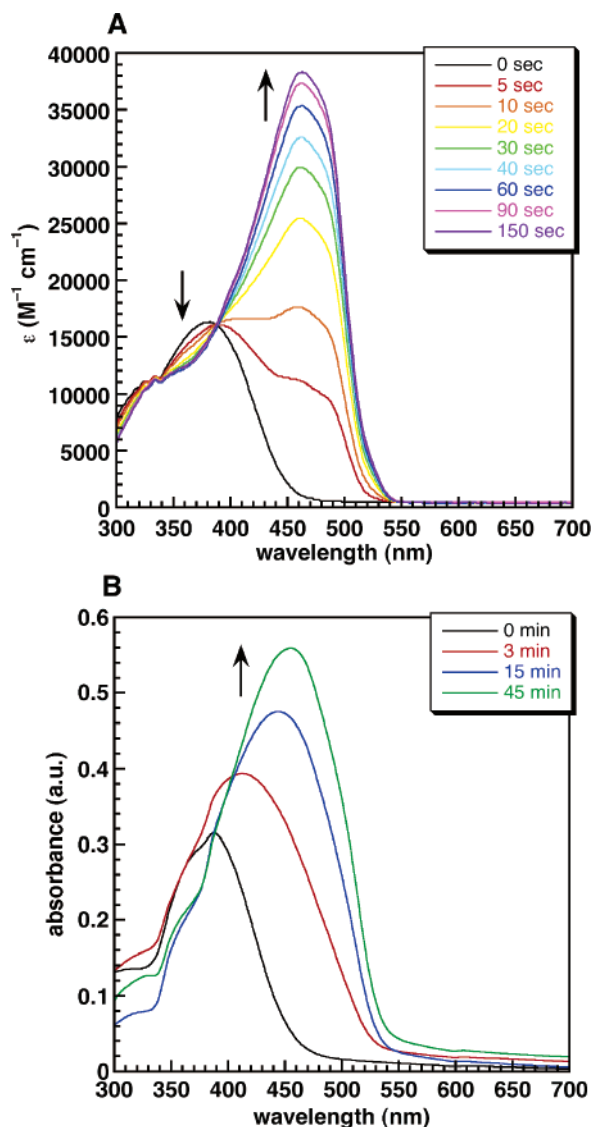 A
40000
35000
30000
25000
20000
15000
10000
5000
0
ε (M⁻¹ cm⁻¹)
0 sec
5 sec
10 sec
20 sec
30 sec
40 sec
60 sec
90 sec
150 sec
300 350 400 450 500 550 600 650 700
wavelength (nm)
B
0.6
0.5
0.4
0.3
0.2
0.1
0
absorbance (a.u.)
0 min
3 min
15 min
45 min
300 350 400 450 500 550 600 650 700
wavelength (nm)